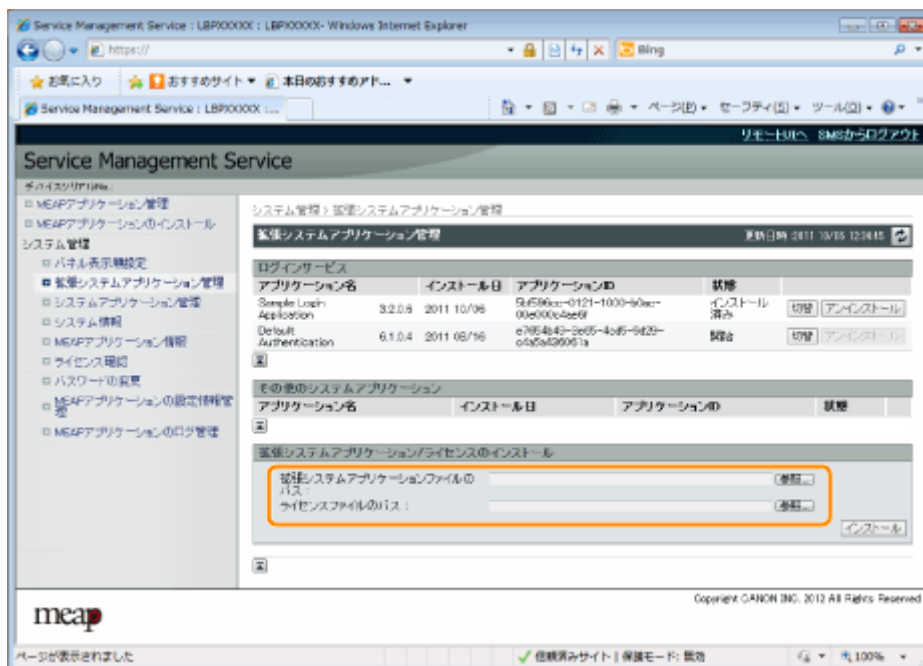 Service Management Service : LBPXXXXX : LBPXXXXX- Windows Internet Explorer
https://
Bing
お気に入り おすすめサイト 本日のおすすめアド...
Service Management Service : LBPXXXXX :...
ページ(P) セーフティ(S) ツール(O)
リモートUIへ SMSからログアウト
Service Management Service
デバイスシリアルNo.:
MEAPアプリケーション管理
MEAPアプリケーションのインストール
システム管理
パネル表示順設定
拡張システムアプリケーション管理
システムアプリケーション管理
システム情報
MEAPアプリケーション情報
ライセンス確認
パスワードの変更
MEAPアプリケーションの設定情報管理
MEAPアプリケーションのログ管理
システム管理 > 拡張システムアプリケーション管理
拡張システムアプリケーション管理 更新日時 :2011 10/06
ログインサービス
アプリケーション名 インストール日 アプリケーションID 状態
Sample Login Application 3.2.0.6 2011 10/06 インストール済み 切替 アンインストール
Default Authentication 6.1.0.4 2011 開始 切替 アンインストール
その他のシステムアプリケーション
アプリケーション名 インストール日 アプリケーションID 状態
拡張システムアプリケーション/ライセンスのインストール
拡張システムアプリケーションファイルのパス : 参照...
ライセンスファイルのパス : 参照...
インストール
Copyright CANON INC. 2012 All Rights Reserved
meap
ページが表示されました 信頼済みサイト | 保護モード: 無効 100%